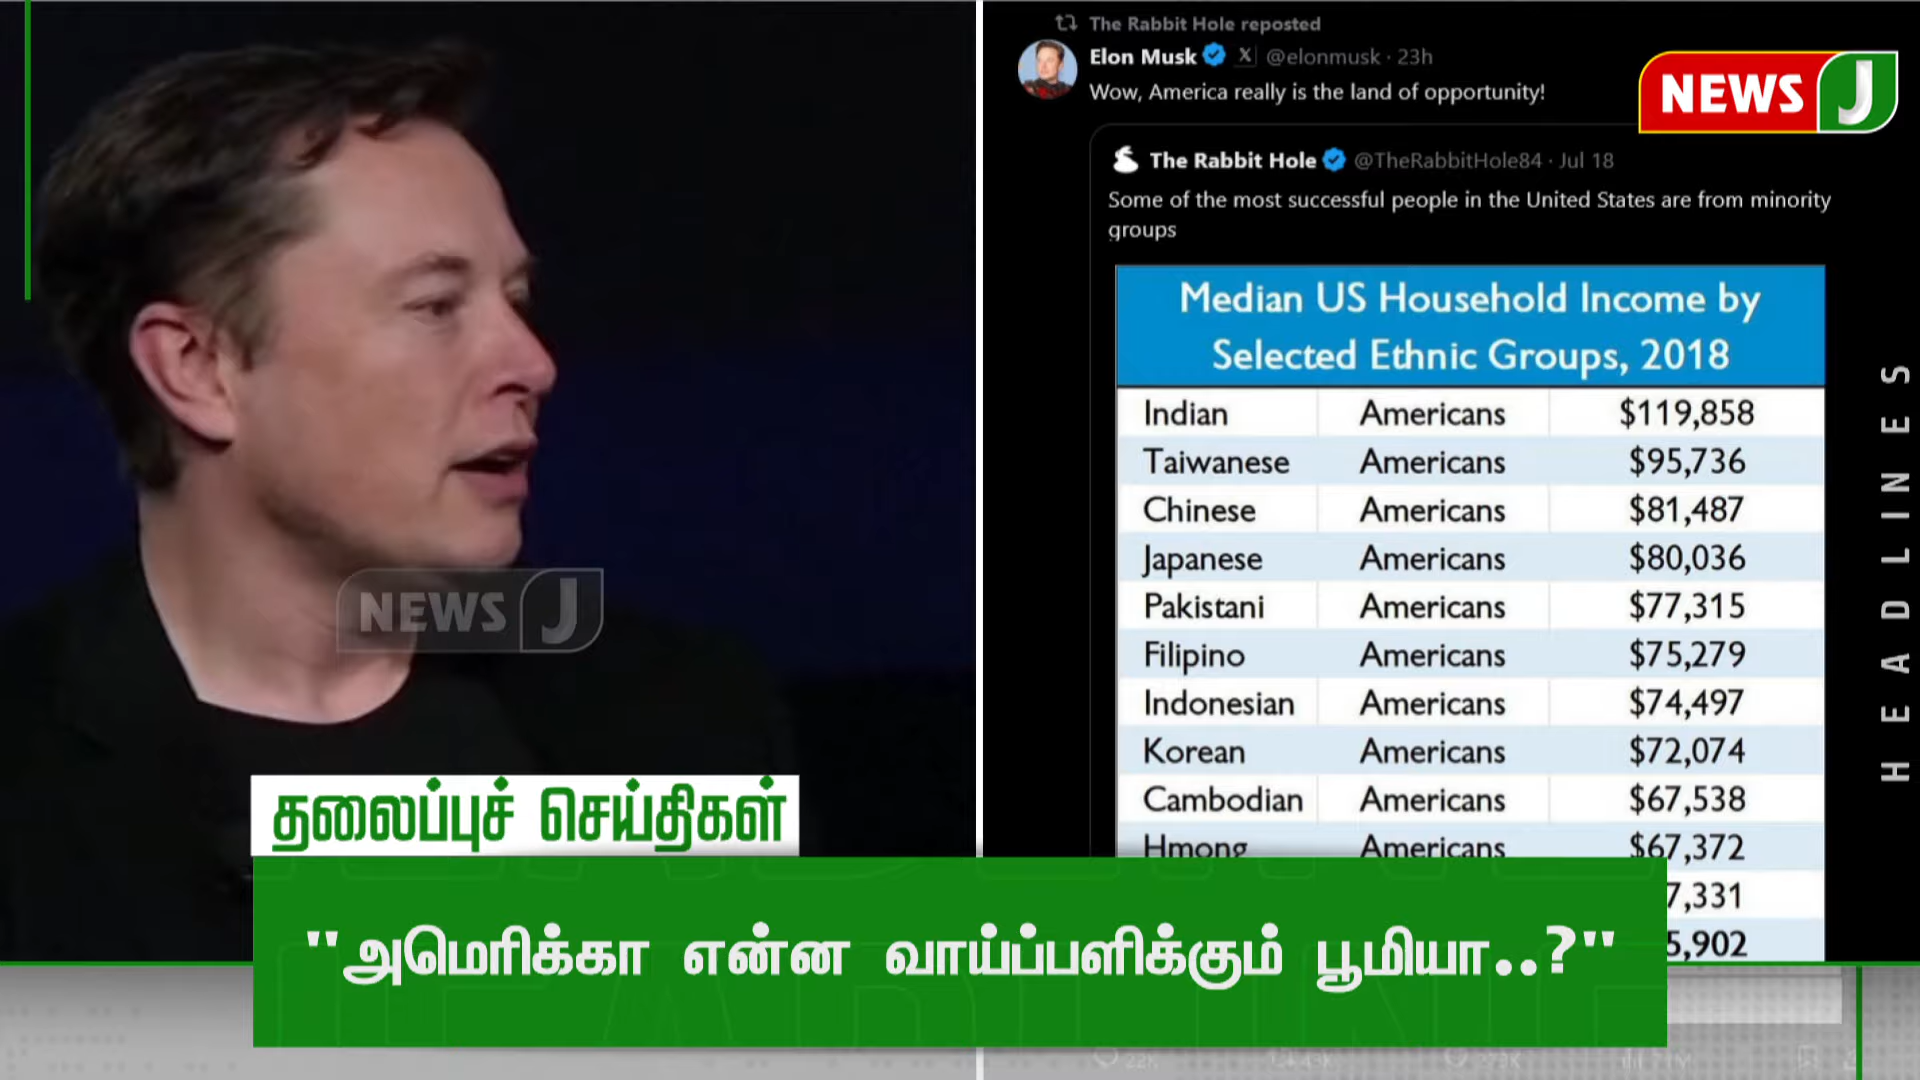 The Rabbit Hole reposted
Elon Musk X @elonmusk · 23h
Wow, America really is the land of opportunity!
NEWS J
The Rabbit Hole @TheRabbitHole84 · Jul 18
Some of the most successful people in the United States are from minority
groups
Median US Household Income by
Selected Ethnic Groups, 2018
Indian Americans $119,858
Taiwanese Americans $95,736
Chinese Americans $81,487
Japanese Americans $80,036
Pakistani Americans $77,315
Filipino Americans $75,279
Indonesian Americans $74,497
Korean Americans $72,074
Cambodian Americans $67,538
Hmong Americans $67,372
7,331
5,902
HEADLINES
NEWS J
தலைப்புச் செய்திகள்
"அமெரிக்கா என்ன வாய்ப்பளிக்கும் பூமியா..?"